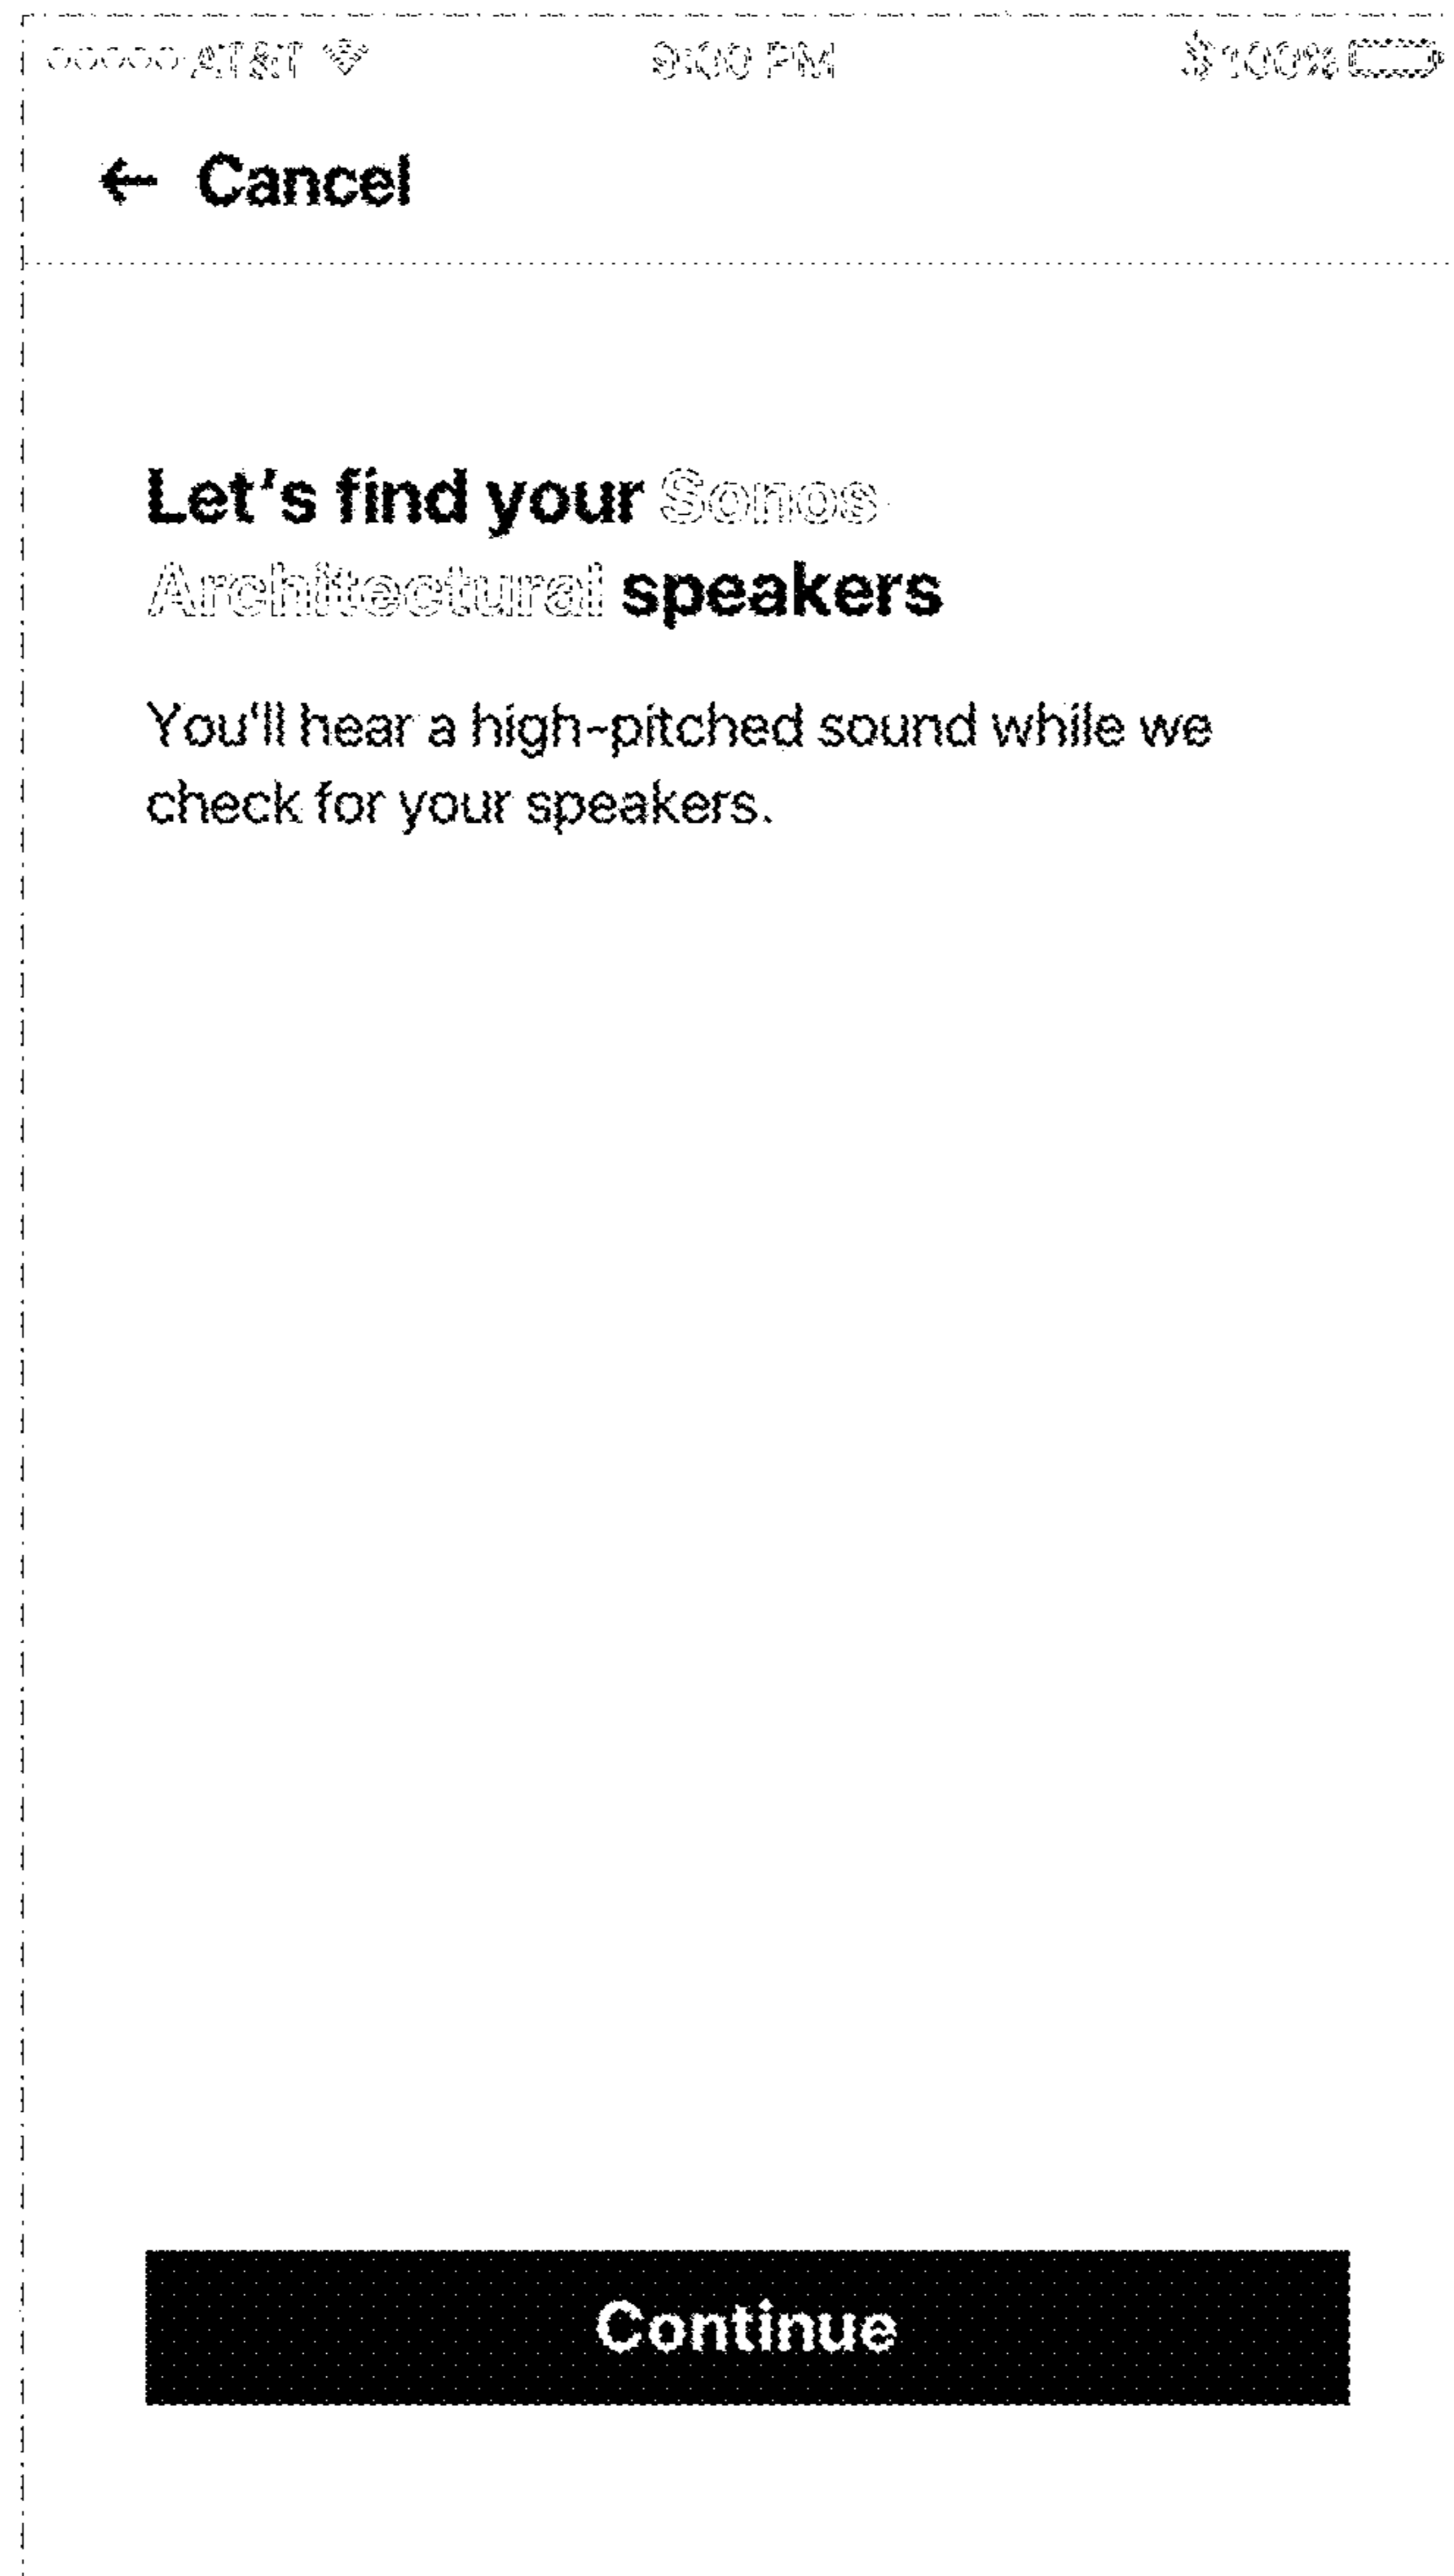 AT&T 9:00 PM 100%
← Cancel
Let's find your Sonos
Architectural speakers
You'll hear a high-pitched sound while we
check for your speakers.
Continue